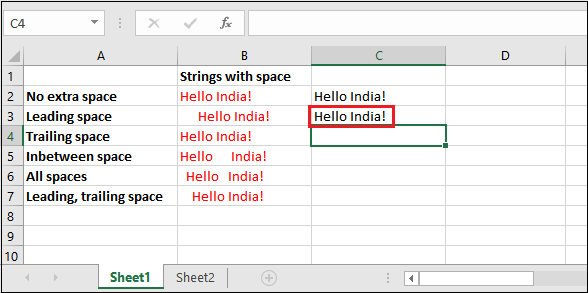 C4 fx
A B C D
1 Strings with space
2 No extra space Hello India! Hello India!
3 Leading space Hello India! Hello India!
4 Trailing space Hello India!
5 Inbetween space Hello India!
6 All spaces Hello India!
7 Leading, trailing space Hello India!
8
9
10
Sheet1 Sheet2